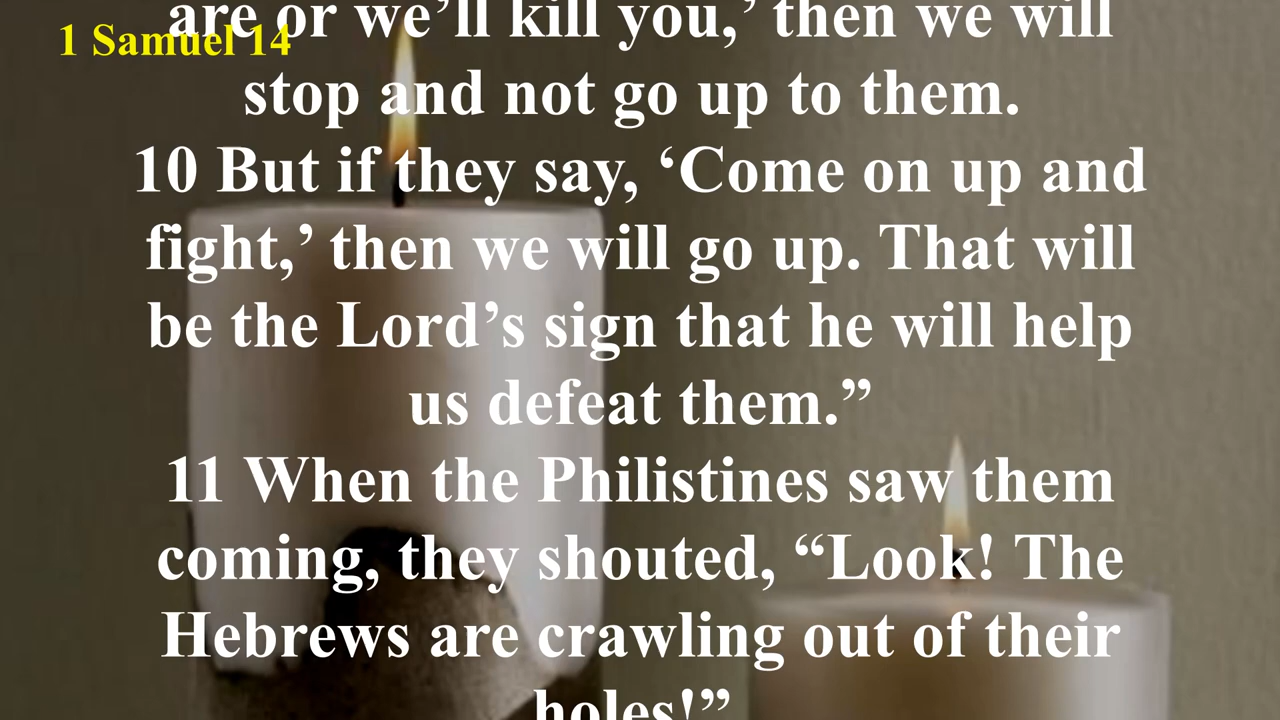 1 Samuel 14
are or we’ll kill you,’ then we will
stop and not go up to them.
10 But if they say, ‘Come on up and
fight,’ then we will go up. That will
be the Lord’s sign that he will help
us defeat them.”
11 When the Philistines saw them
coming, they shouted, “Look! The
Hebrews are crawling out of their
holes!”